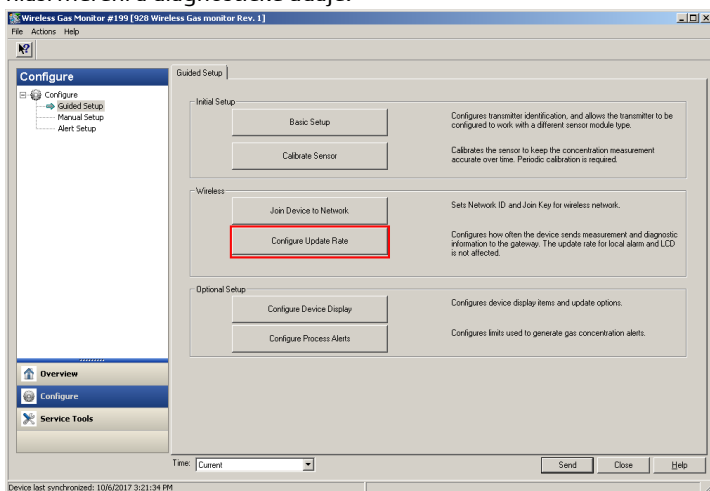 Wireless Gas Monitor #199 [928 Wireless Gas monitor Rev. 1]
File Actions Help
Configure
Configure
Guided Setup
Manual Setup
Alert Setup
Overview
Configure
Service Tools
Guided Setup
Initial Setup
Basic Setup
Configures transmitter identification, and allows the transmitter to be
configured to work with a different sensor module type.
Calibrate Sensor
Calibrates the sensor to keep the concentration measurement
accurate over time. Periodic calibration is required.
Wireless
Join Device to Network
Sets Network ID and Join Key for wireless network.
Configure Update Rate
Configures how often the device sends measurement and diagnostic
information to the gateway. The update rate for local alarm and LCD
is not affected.
Optional Setup
Configure Device Display
Configures device display items and update options.
Configure Process Alerts
Configures limits used to generate gas concentration alerts.
Time: Current
Send Close Help
Device last synchronized: 10/6/2017 3:21:34 PM